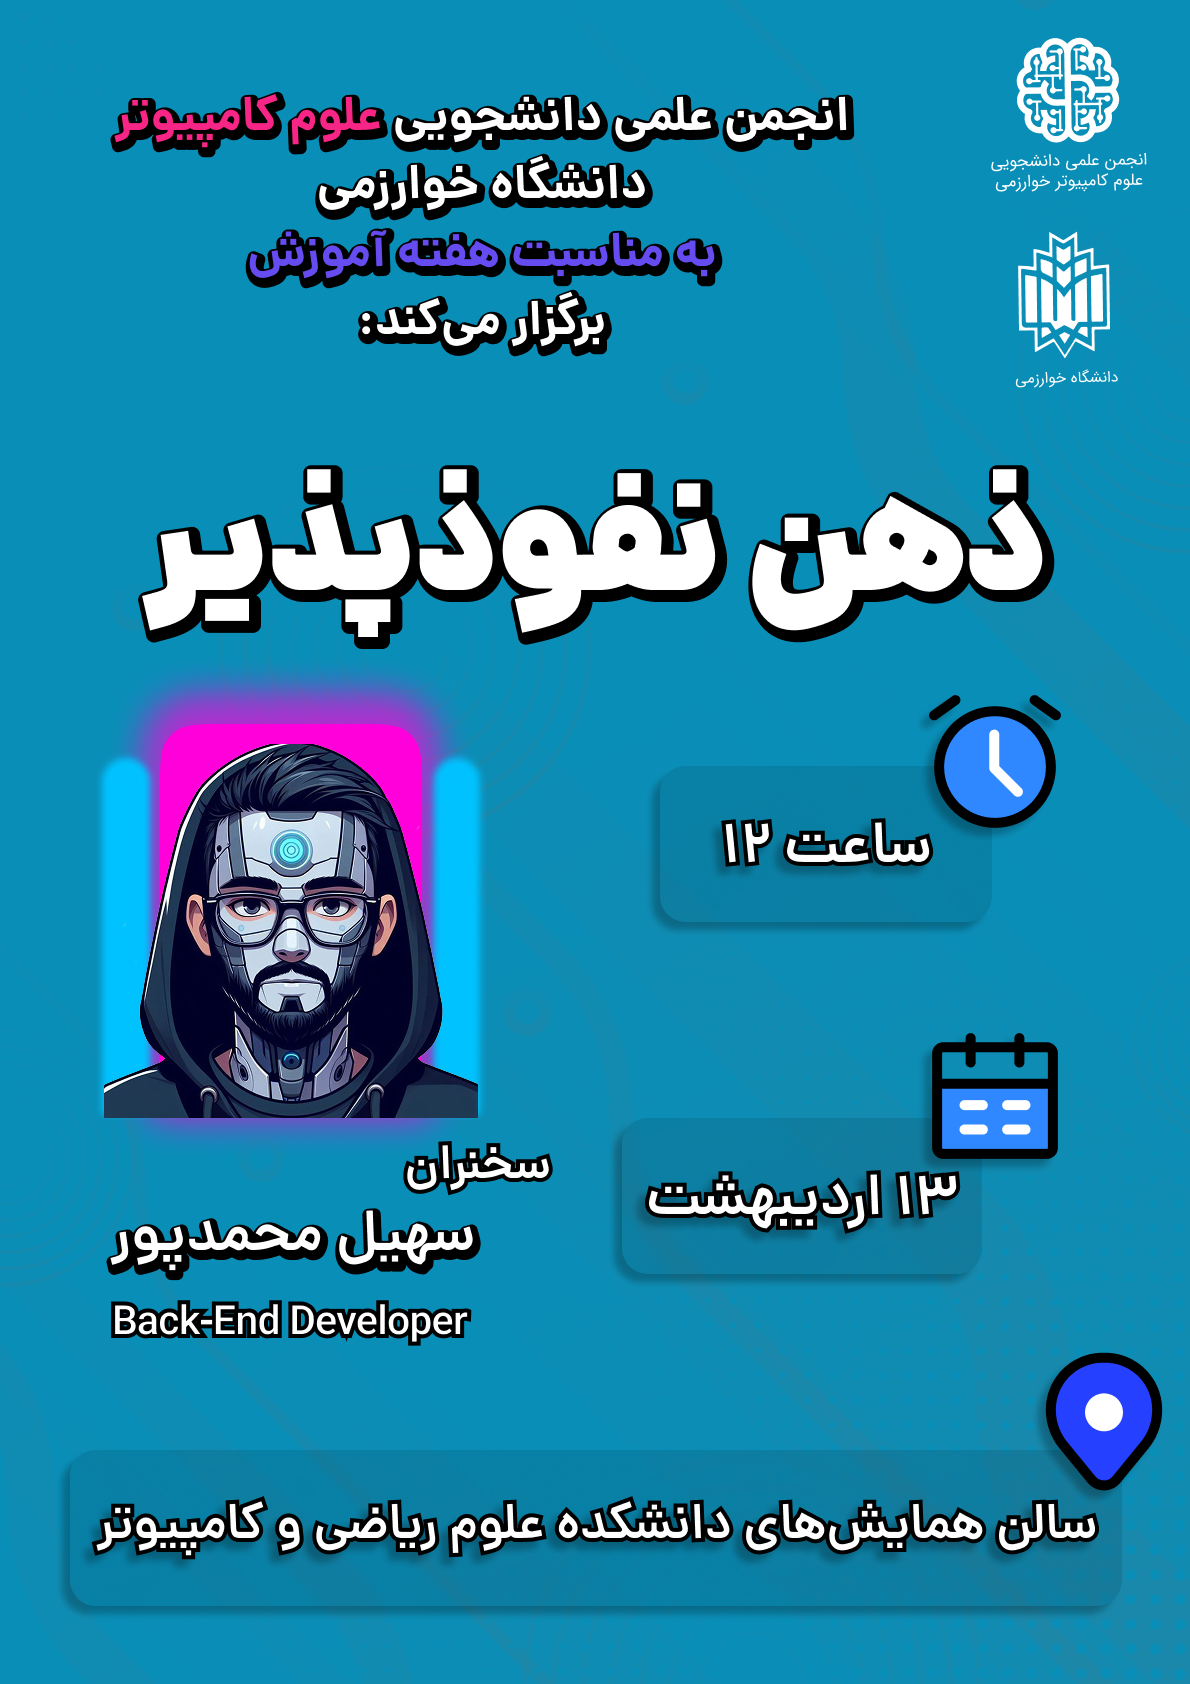 انجمن علمی دانشجویی علوم کامپیوتر
دانشگاه خوارزمی
به مناسبت هفته آموزش
برگزار می‌کند:
انجمن علمی دانشجویی
علوم کامپیوتر خوارزمی
دانشگاه خوارزمی
ذهن نفوذپذیر
ساعت ۱۲
۱۳ اردیبهشت
سخنران
سهیل محمدپور
Back-End Developer
سالن همایش‌های دانشکده علوم ریاضی و کامپیوتر